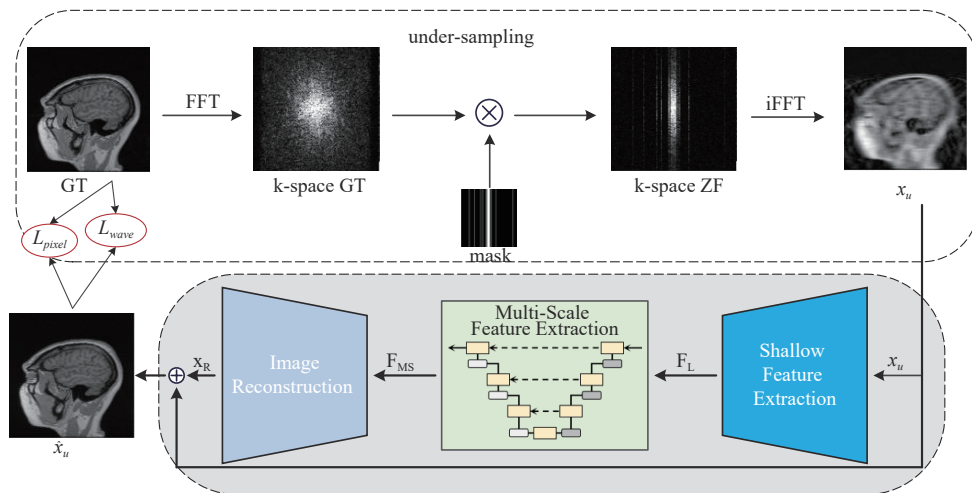 under-sampling
FFT
iFFT
GT
k-space GT
k-space ZF
x_u
mask
L_pixel
L_wave
Multi-Scale
Feature Extraction
x_R
Image
Reconstruction
F_MS
F_L
Shallow
Feature
Extraction
x_u
x̂_u